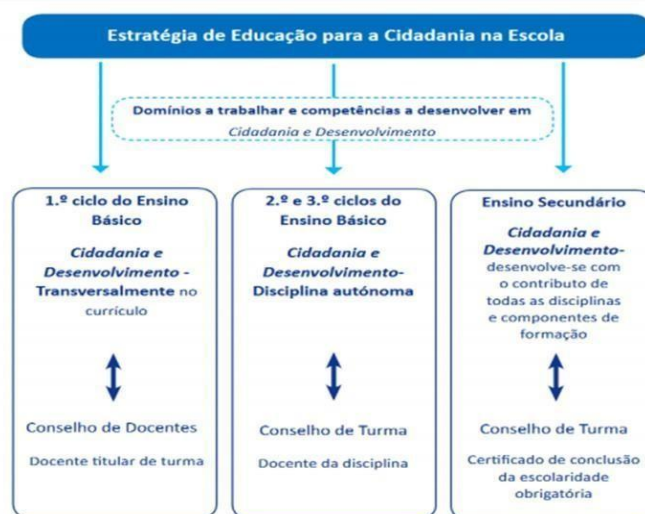 Estratégia de Educação para a Cidadania na Escola
Domínios a trabalhar e competências a desenvolver em
Cidadania e Desenvolvimento
1.º ciclo do Ensino
Básico
Cidadania e
Desenvolvimento -
Transversalmente no
currículo
Conselho de Docentes
Docente titular de turma
2.º e 3.º ciclos do
Ensino Básico
Cidadania e
Desenvolvimento-
Disciplina autónoma
Conselho de Turma
Docente da disciplina
Ensino Secundário
Cidadania e
Desenvolvimento-
desenvolve-se com
o contributo de
todas as disciplinas
e componentes de
formação
Conselho de Turma
Certificado de conclusão
da escolaridade
obrigatória